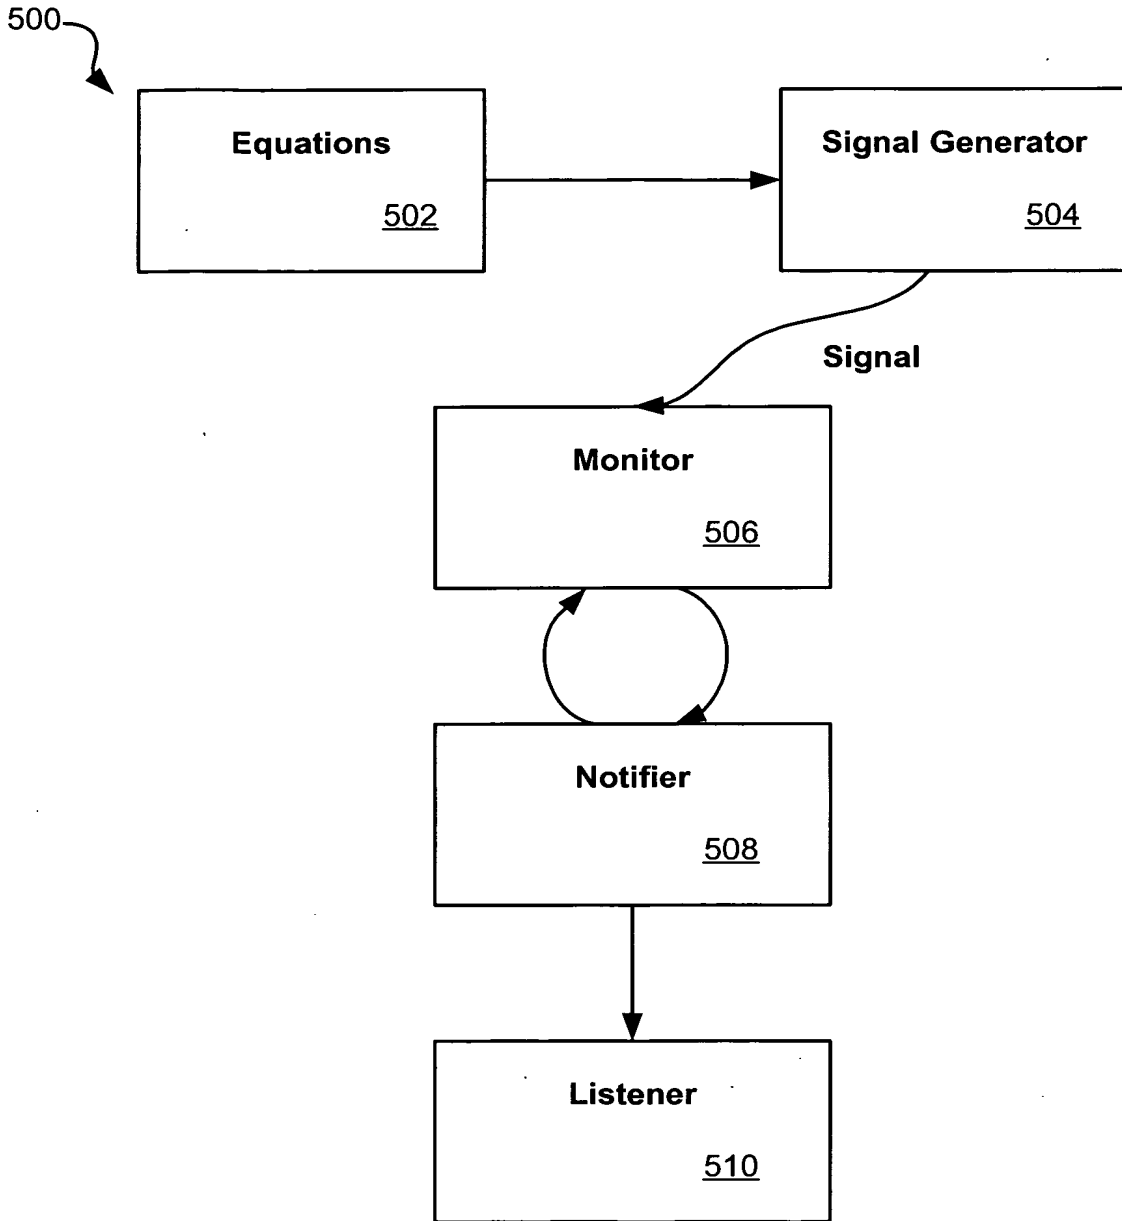 500
Equations
502
Signal Generator
504
Signal
Monitor
506
Notifier
508
Listener
510